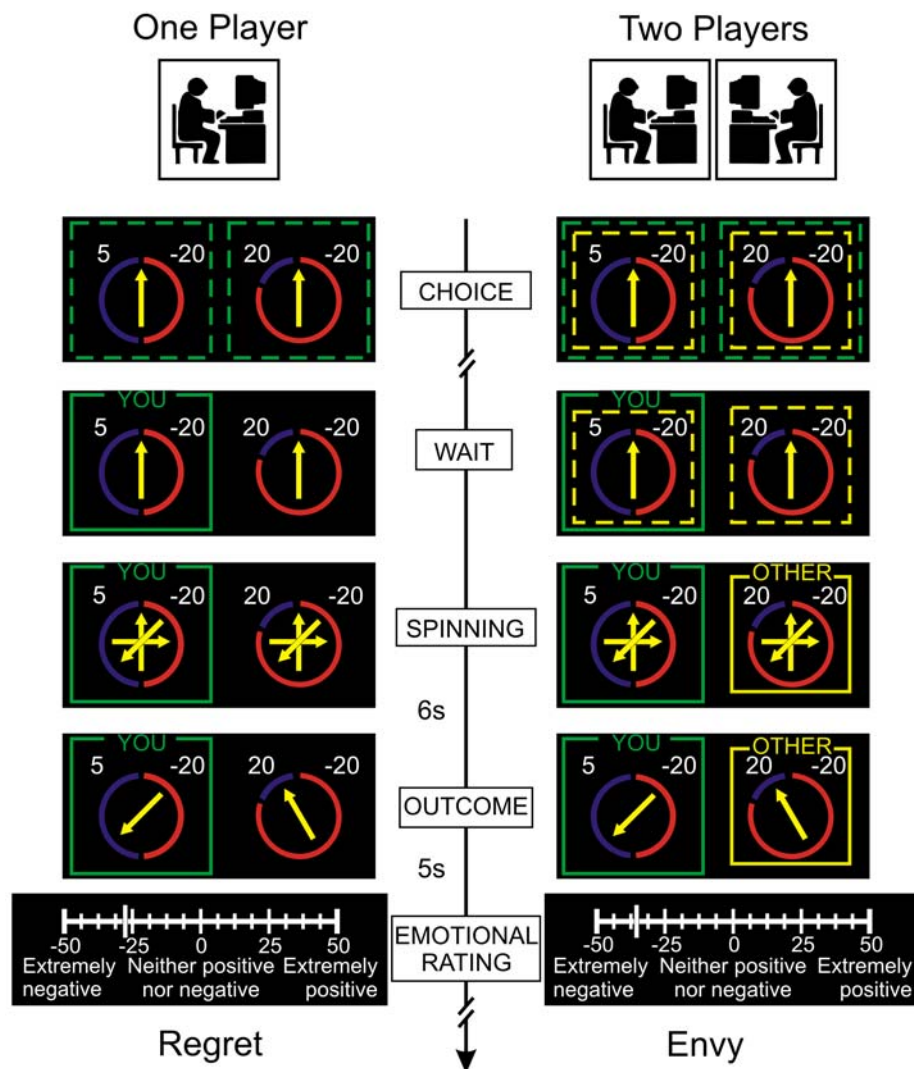 One Player
Two Players
5 -20 20 -20
CHOICE
5 -20 20 -20
YOU
5 -20 20 -20
WAIT
YOU
5 -20 20 -20
YOU
5 -20 20 -20
SPINNING
YOU OTHER
5 -20 20 -20
6s
YOU
5 -20 20 -20
OUTCOME
YOU OTHER
5 -20 20 -20
5s
-50 -25 0 25 50
Extremely negative
Neither positive nor negative
Extremely positive
EMOTIONAL
RATING
-50 -25 0 25 50
Extremely negative
Neither positive nor negative
Extremely positive
Regret
Envy